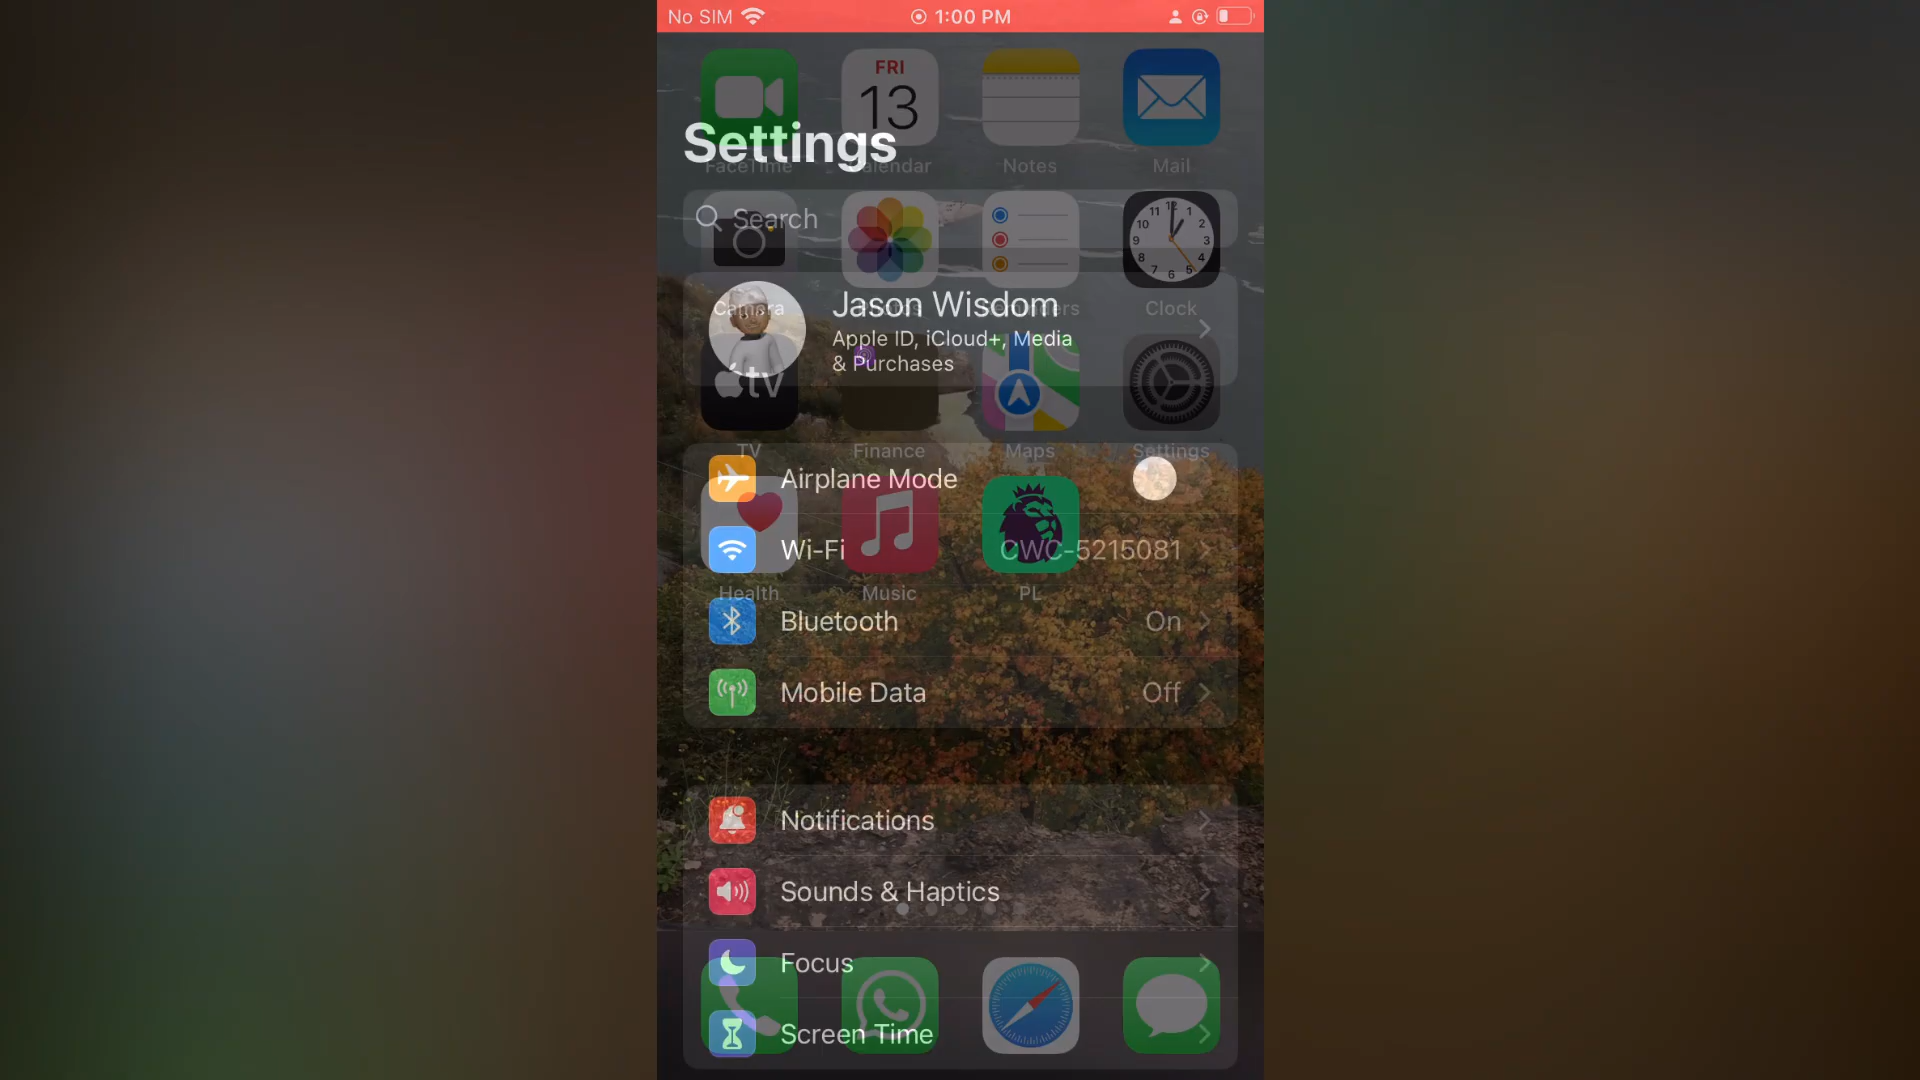 No SIM 1:00 PM
FRI
13
Settings
FaceTime Calendar Notes Mail
Search
Jason Wisdom
Camera Clock
Apple ID, iCloud+, Media
& Purchases
tv
TV Finance Maps Settings
Airplane Mode
Wi-Fi CWC-5215081
Health Music PL
Bluetooth On
Mobile Data Off
Notifications
Sounds & Haptics
Focus
Screen Time